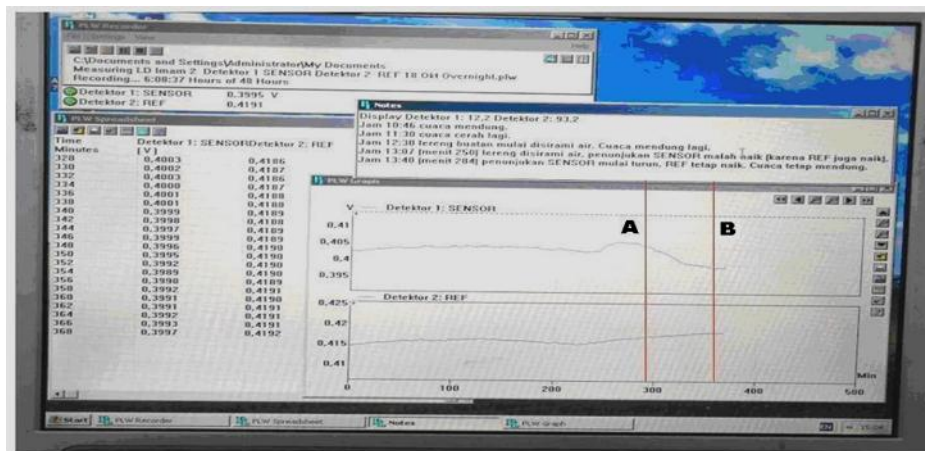 PLW Recorder
File Settings View
Help
C:\Documents and Settings\Administrator\My Documents
Measuring LD Imam 2 Detektor 1 SENSOR Detektor 2 REF 18 Okt Overnight.plw
Recording... 6:08:37 Hours of 48 Hours
Detektor 1: SENSOR 0,3995 V
Detektor 2: REF 0,4191
PLW Spreadsheet
Time Detektor 1: SENSORDetektor 2: REF
Minutes (V)
328 0,4003 0,4186
330 0,4002 0,4187
332 0,4003 0,4186
334 0,4000 0,4187
336 0,4001 0,4188
338 0,4001 0,4188
340 0,3999 0,4189
342 0,3998 0,4188
344 0,3997 0,4189
346 0,3999 0,4189
348 0,3996 0,4190
350 0,3995 0,4190
352 0,3992 0,4190
354 0,3989 0,4190
356 0,3990 0,4189
358 0,3992 0,4191
360 0,3991 0,4190
362 0,3991 0,4191
364 0,3992 0,4191
366 0,3993 0,4191
368 0,3997 0,4192
Notes
Display Detektor 1: 12,2 Detektor 2: 93,2
Jam 10:46 cuaca mendung.
Jam 11:30 cuaca cerah lagi.
Jam 12:30 lereng buatan mulai disirami air. Cuaca mendung lagi.
Jam 13:07 (menit 250) lereng disirami air, penunjukan SENSOR malah naik (karena REF juga naik).
Jam 13:40 (menit 284) penunjukan SENSOR mulai turun, REF tetap naik. Cuaca tetap mendung.
PLW Graph
V Detektor 1: SENSOR
A B
0,41
0,405
0,4
0,395
Detektor 2: REF
0,425
0,42
0,415
0,41
Min
0 100 200 300 400 500
Start PLW Recorder PLW Spreadsheet Notes PLW Graph EN